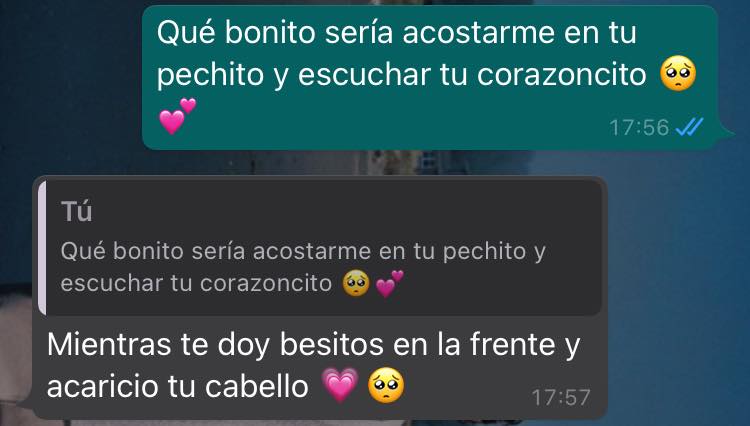 Qué bonito sería acostarme en tu
pechito y escuchar tu corazoncito 🥺
💕
17:56
Tú
Qué bonito sería acostarme en tu pechito y
escuchar tu corazoncito 🥺💕
Mientras te doy besitos en la frente y
acaricio tu cabello 💗🥺
17:57